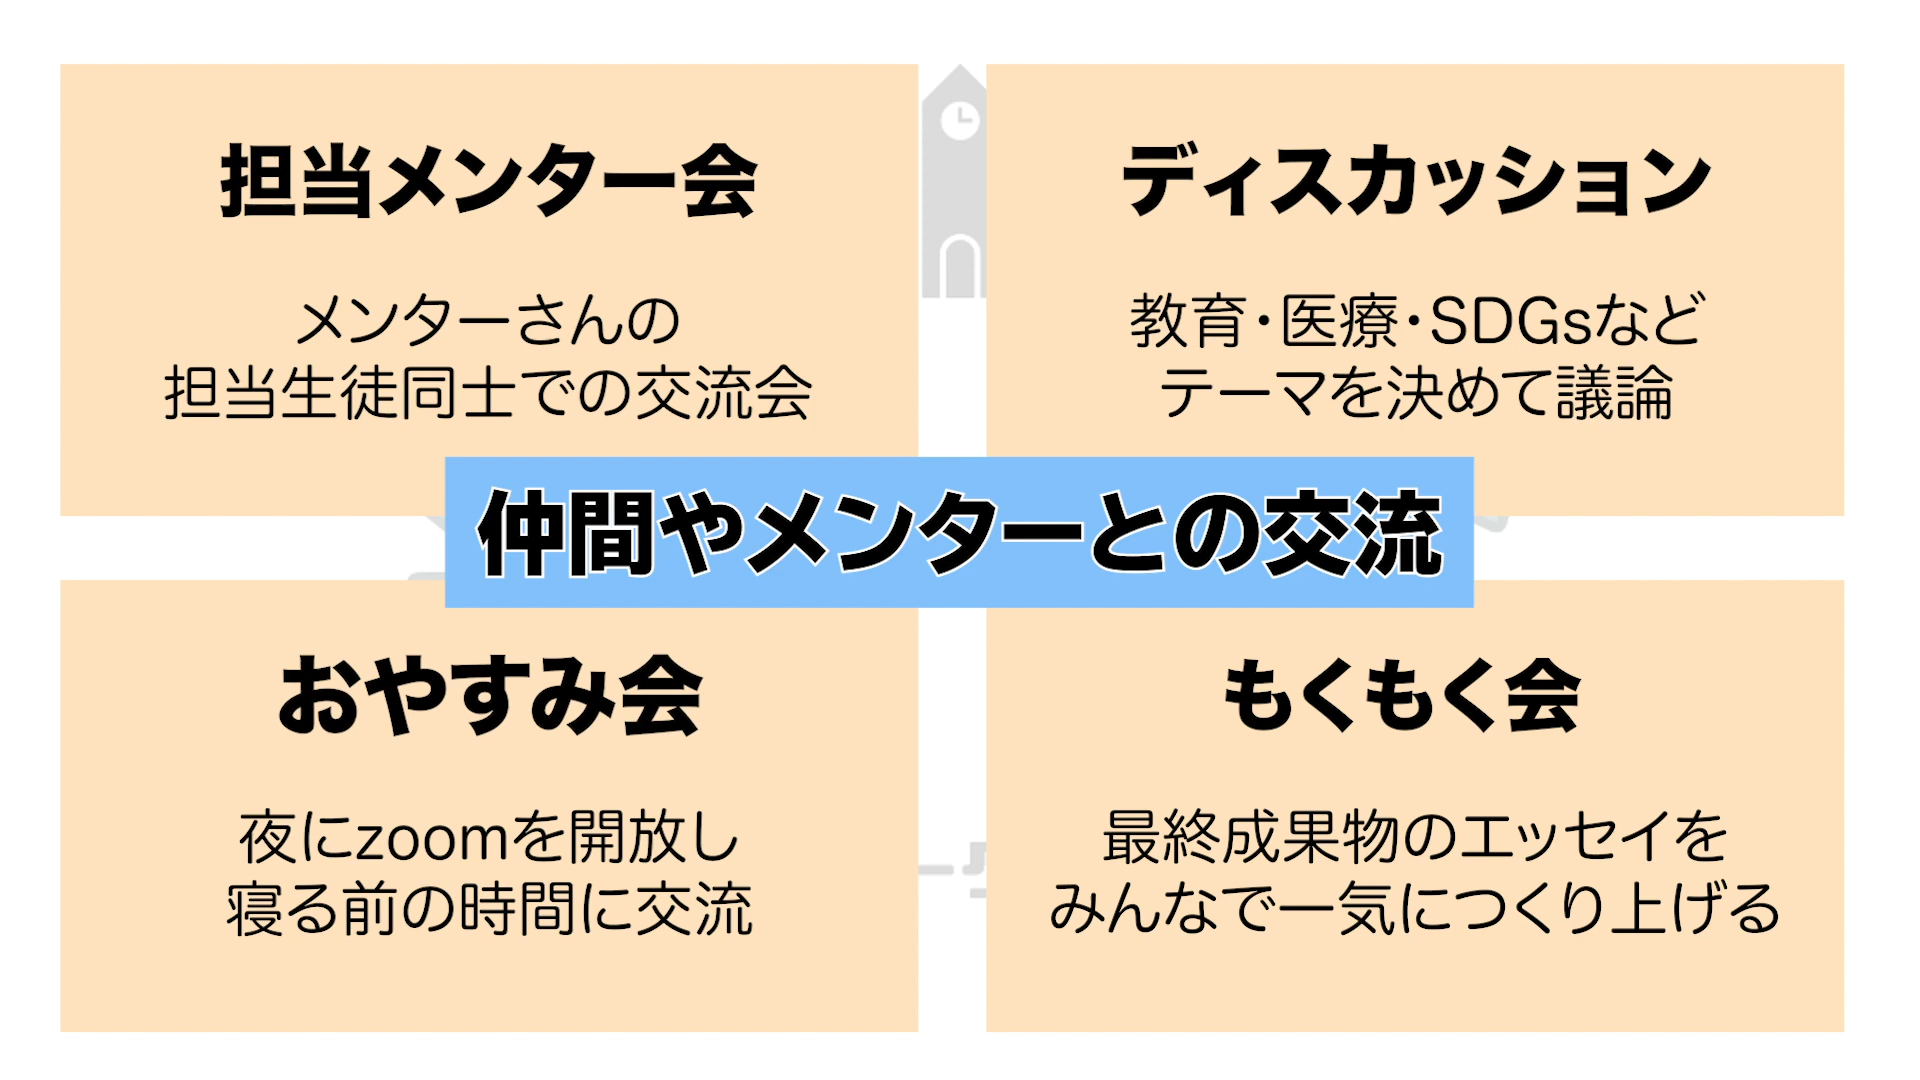 担当メンター会
メンターさんの
担当生徒同士での交流会
ディスカッション
教育・医療・SDGsなど
テーマを決めて議論
仲間やメンターとの交流
おやすみ会
夜にzoomを開放し
寝る前の時間に交流
もくもく会
最終成果物のエッセイを
みんなで一気につくり上げる